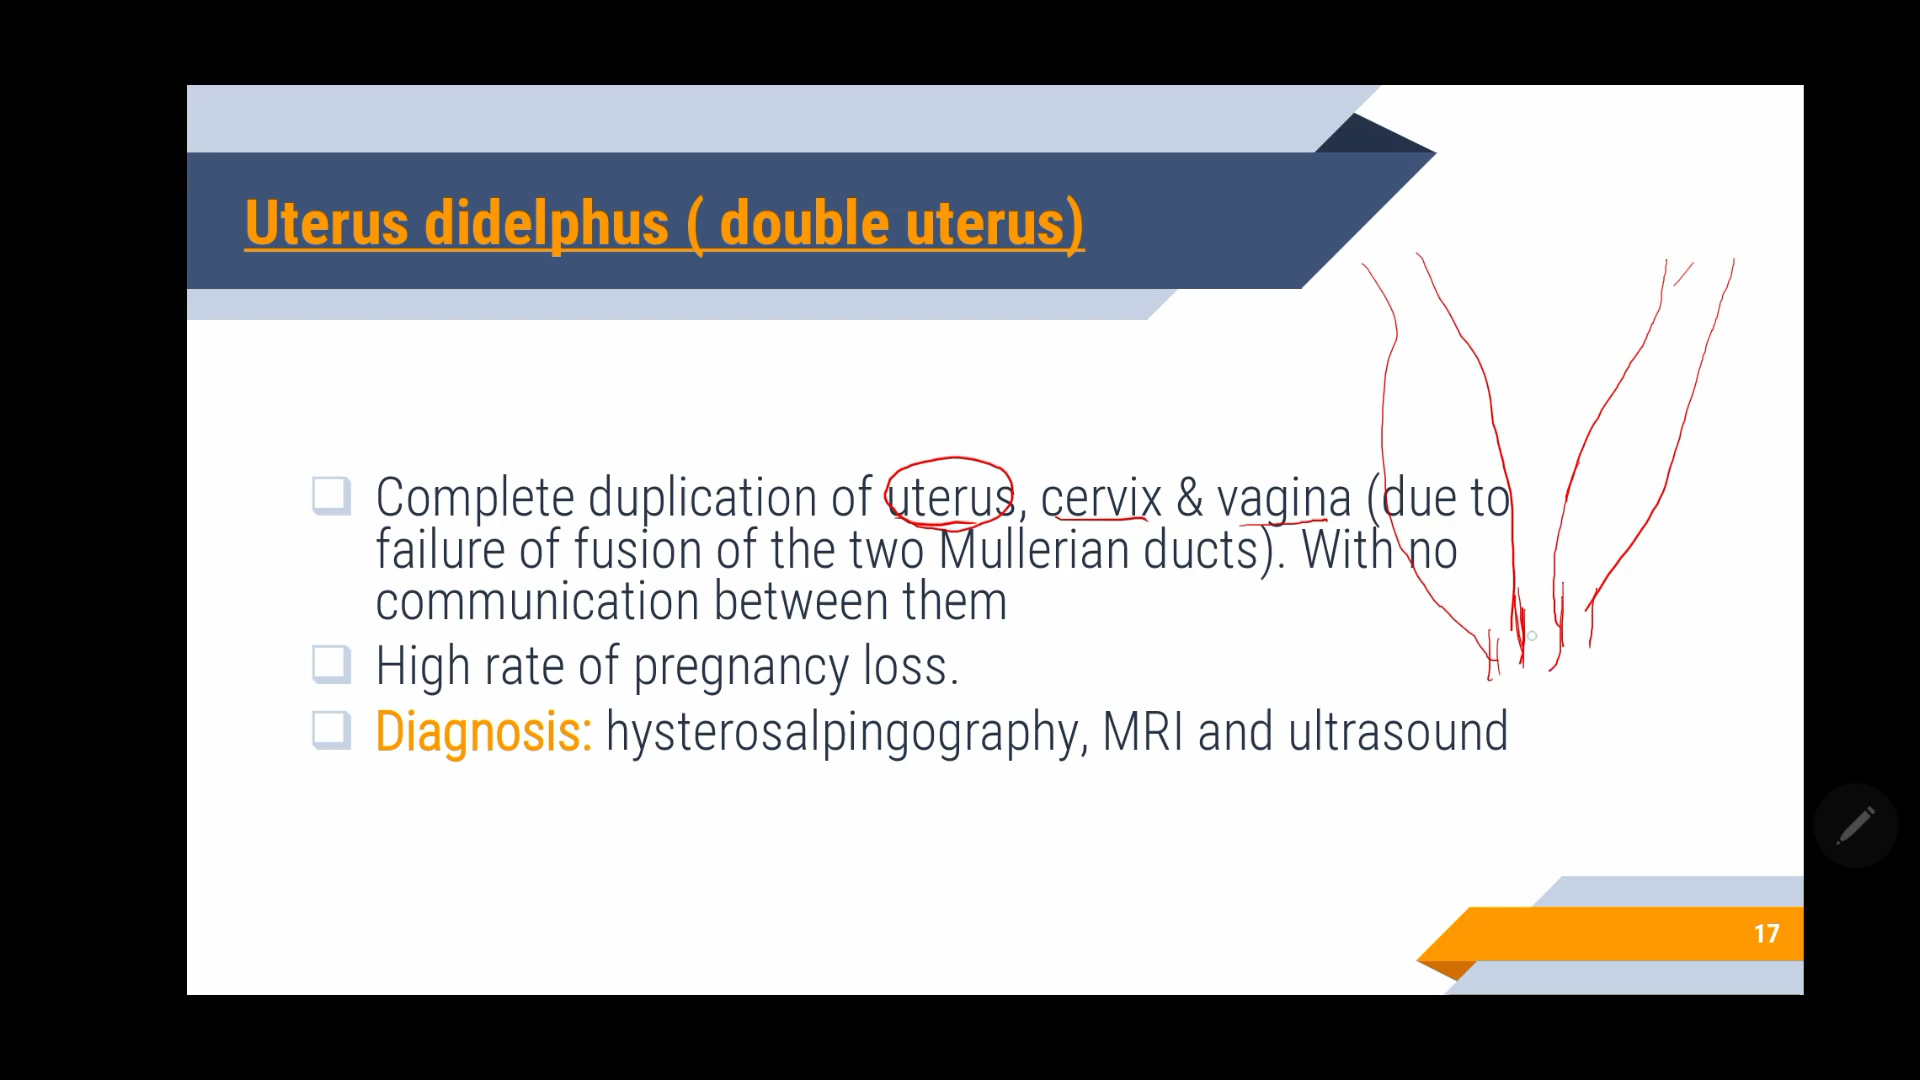 Uterus didelphus ( double uterus)
Complete duplication of uterus, cervix & vagina (due to
failure of fusion of the two Mullerian ducts). With no
communication between them
High rate of pregnancy loss.
Diagnosis: hysterosalpingography, MRI and ultrasound
17